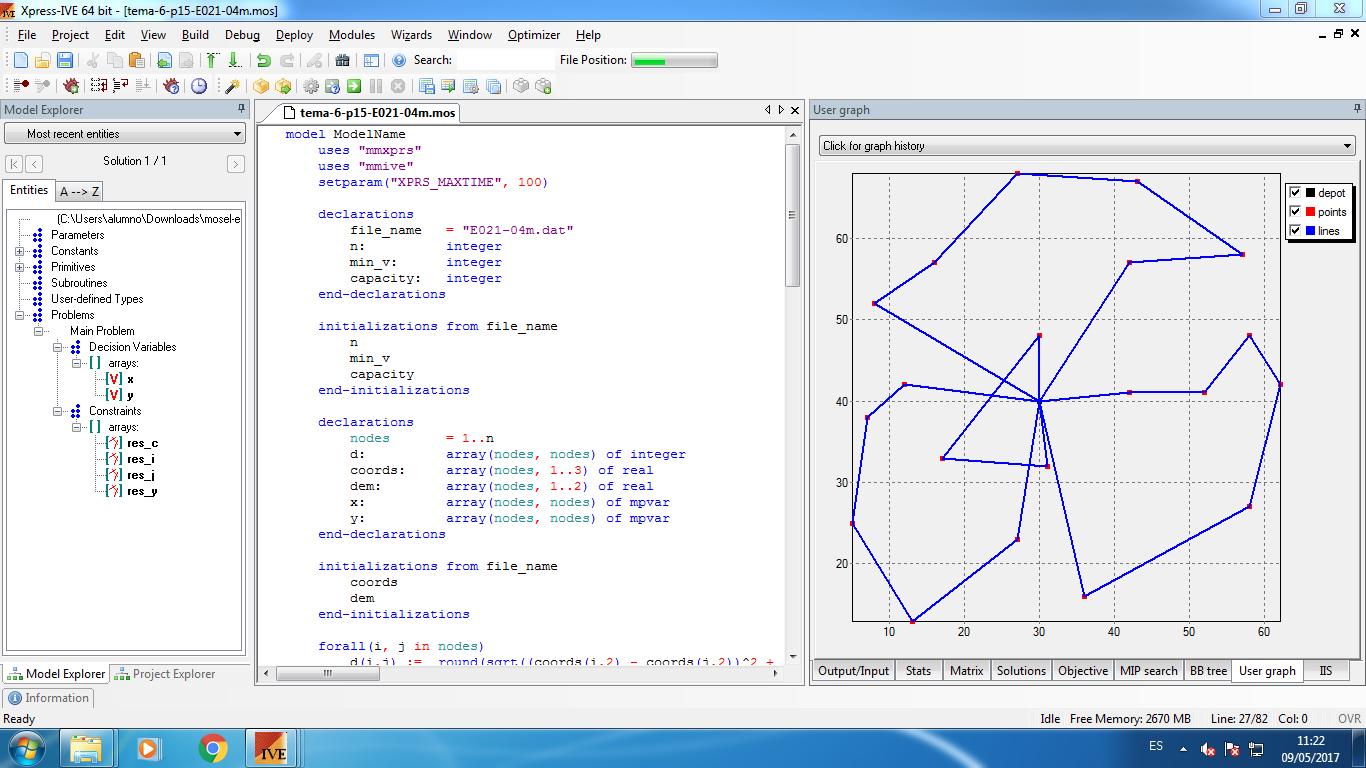 Xpress-IVE 64 bit - [tema-6-p15-E021-04m.mos]
File Project Edit View Build Debug Deploy Modules Wizards Window Optimizer Help
Search: File Position:
Model Explorer
Most recent entities
Solution 1 / 1
Entities A --> Z
(C:\Users\alumno\Downloads\mosel-e
Parameters
Constants
Primitives
Subroutines
User-defined Types
Problems
Main Problem
Decision Variables
arrays:
x
y
Constraints
arrays:
res_c
res_i
res_j
res_y
Model Explorer Project Explorer
Information
tema-6-p15-E021-04m.mos
model ModelName
uses "mmxprs"
uses "mmive"
setparam("XPRS_MAXTIME", 100)
declarations
file_name = "E021-04m.dat"
n: integer
min_v: integer
capacity: integer
end-declarations
initializations from file_name
n
min_v
capacity
end-initializations
declarations
nodes = 1..n
d: array(nodes, nodes) of integer
coords: array(nodes, 1..3) of real
dem: array(nodes, 1..2) of real
x: array(nodes, nodes) of mpvar
y: array(nodes, nodes) of mpvar
end-declarations
initializations from file_name
coords
dem
end-initializations
forall(i, j in nodes)
d(i,j) := round(sqrt((coords(i,2) - coords(j,2))^2 +
User graph
Click for graph history
depot
points
lines
60
50
40
30
20
10 20 30 40 50 60
Output/Input Stats Matrix Solutions Objective MIP search BB tree User graph IIS
Ready
Idle Free Memory: 2670 MB Line: 27/82 Col: 0 OVR
IVE
ES
11:22
09/05/2017